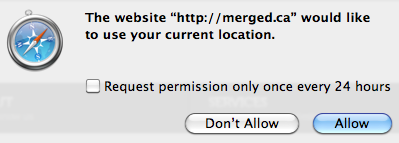 The website “http://merged.ca” would like
to use your current location.
Request permission only once every 24 hours
Don’t Allow
Allow